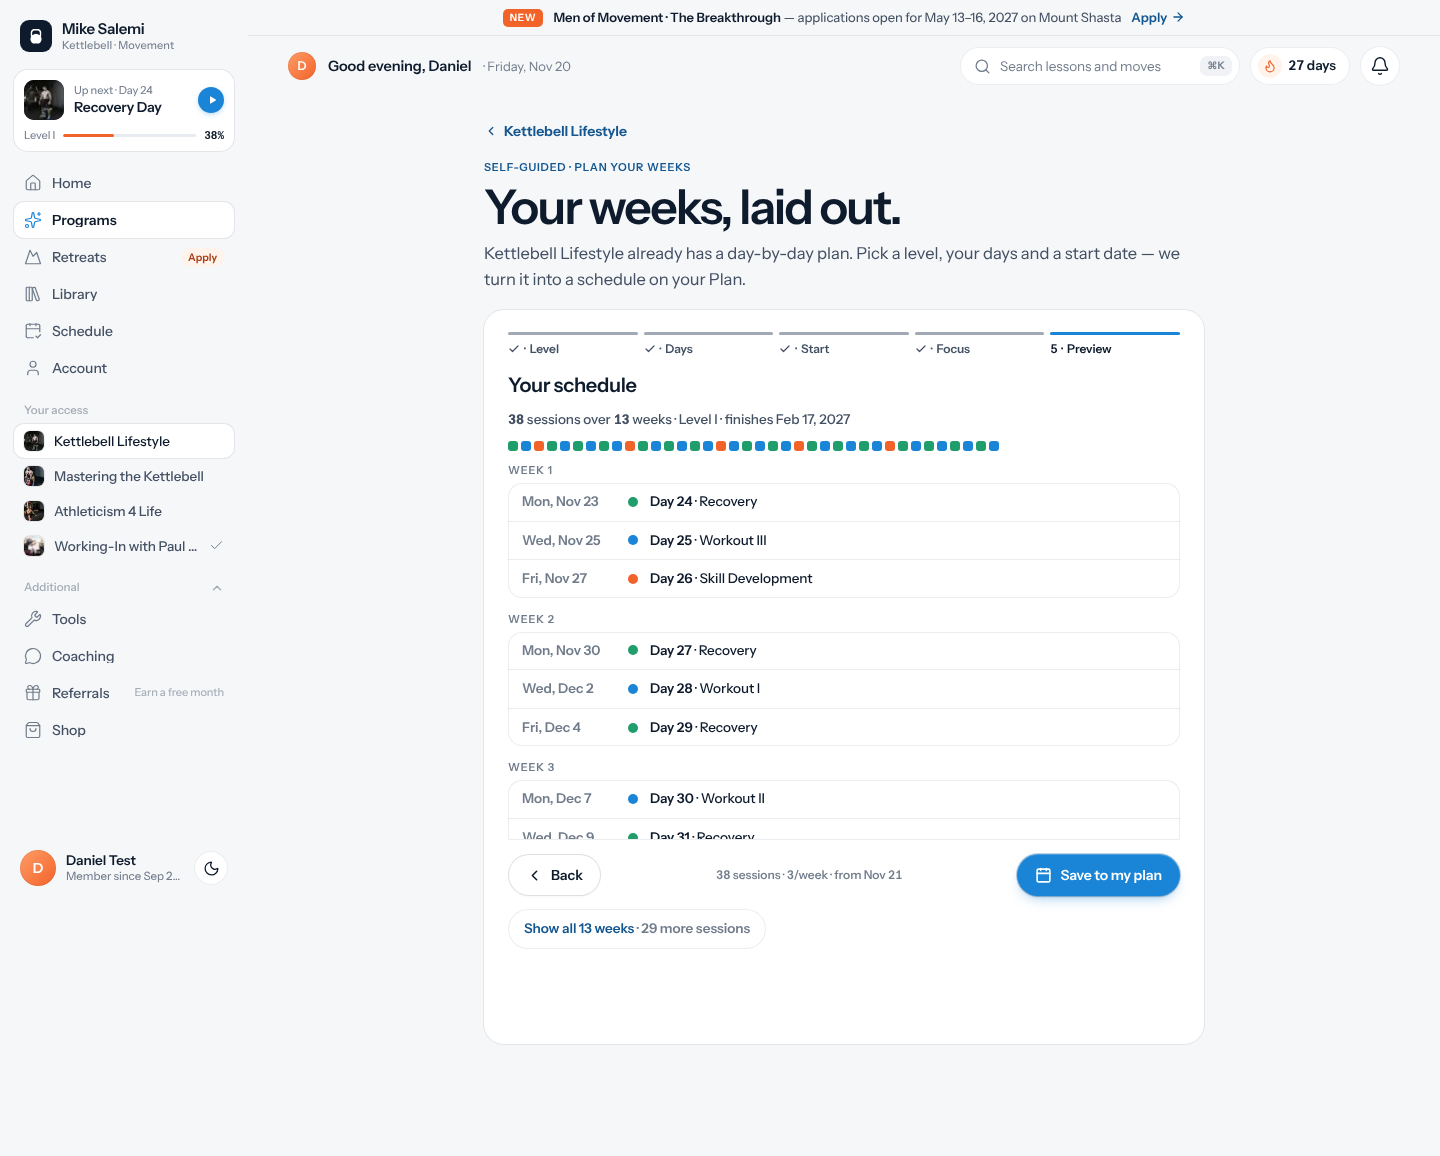 NEW Men of Movement · The Breakthrough — applications open for May 13–16, 2027 on Mount Shasta Apply →
Mike Salemi
Kettlebell · Movement
Up next · Day 24
Recovery Day
Level I 38%
Home
Programs
Retreats Apply
Library
Schedule
Account
Your access
Kettlebell Lifestyle
Mastering the Kettlebell
Athleticism 4 Life
Working-In with Paul ...
Additional
Tools
Coaching
Referrals Earn a free month
Shop
D Daniel Test
Member since Sep 2...
D Good evening, Daniel · Friday, Nov 20
Search lessons and moves ⌘K
27 days
Kettlebell Lifestyle
SELF-GUIDED · PLAN YOUR WEEKS
Your weeks, laid out.
Kettlebell Lifestyle already has a day-by-day plan. Pick a level, your days and a start date — we
turn it into a schedule on your Plan.
✓ · Level ✓ · Days ✓ · Start ✓ · Focus 5 · Preview
Your schedule
38 sessions over 13 weeks · Level I · finishes Feb 17, 2027
WEEK 1
Mon, Nov 23 Day 24 · Recovery
Wed, Nov 25 Day 25 · Workout III
Fri, Nov 27 Day 26 · Skill Development
WEEK 2
Mon, Nov 30 Day 27 · Recovery
Wed, Dec 2 Day 28 · Workout I
Fri, Dec 4 Day 29 · Recovery
WEEK 3
Mon, Dec 7 Day 30 · Workout II
Wed, Dec 9 Day 31 · Recovery
Back 38 sessions · 3/week · from Nov 21 Save to my plan
Show all 13 weeks · 29 more sessions